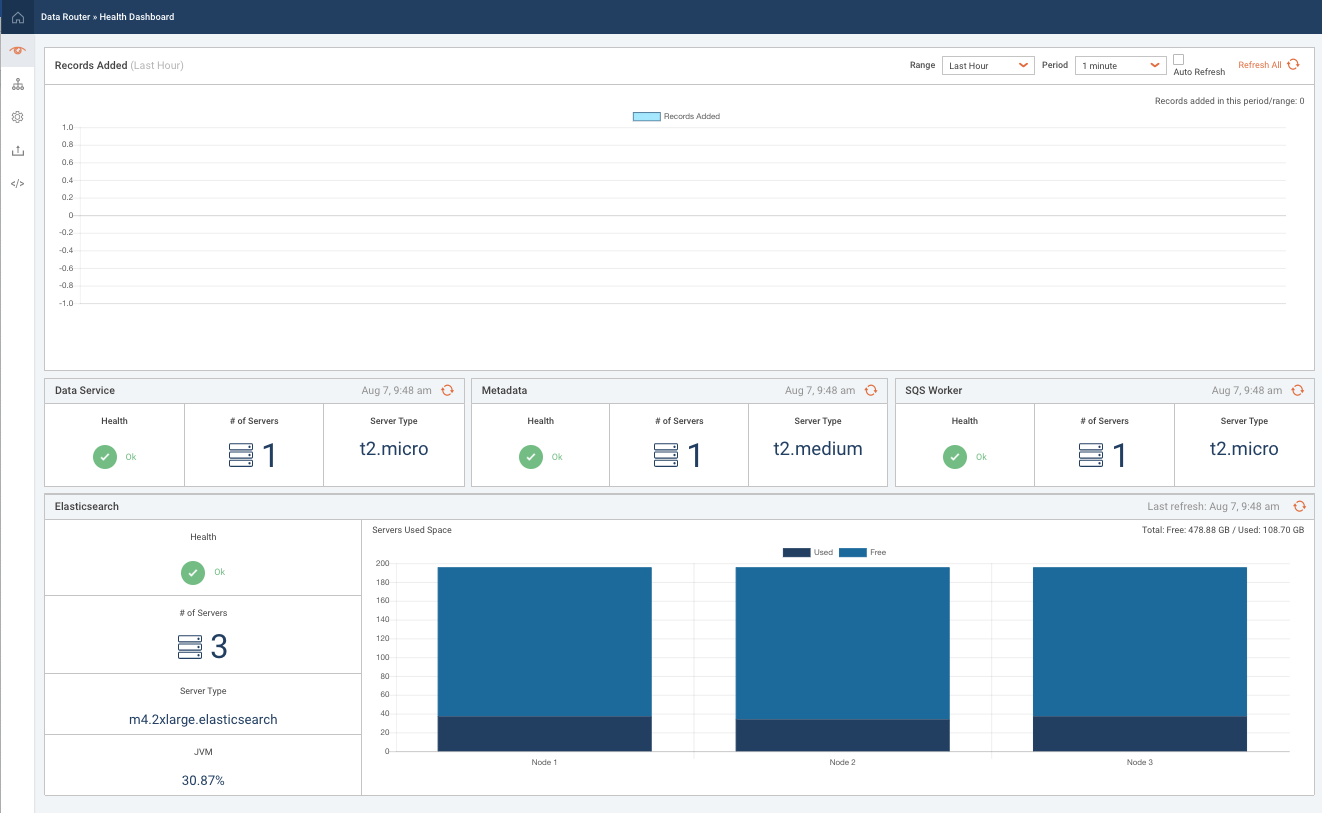 Data Router » Health Dashboard
Records Added (Last Hour)
Range Last Hour Period 1 minute Auto Refresh Refresh All
Records added in this period/range: 0
Records Added
1.0
0.8
0.6
0.4
0.2
0
-0.2
-0.4
-0.6
-0.8
-1.0
</>
Data Service Aug 7, 9:48 am
Health # of Servers Server Type
Ok 1 t2.micro
Metadata Aug 7, 9:48 am
Health # of Servers Server Type
Ok 1 t2.medium
SQS Worker Aug 7, 9:48 am
Health # of Servers Server Type
Ok 1 t2.micro
Elasticsearch Last refresh: Aug 7, 9:48 am
Health
Ok
# of Servers
3
Server Type
m4.2xlarge.elasticsearch
JVM
30.87%
Servers Used Space Total: Free: 478.88 GB / Used: 108.70 GB
Used Free
200
180
160
140
120
100
80
60
40
20
0
Node 1 Node 2 Node 3